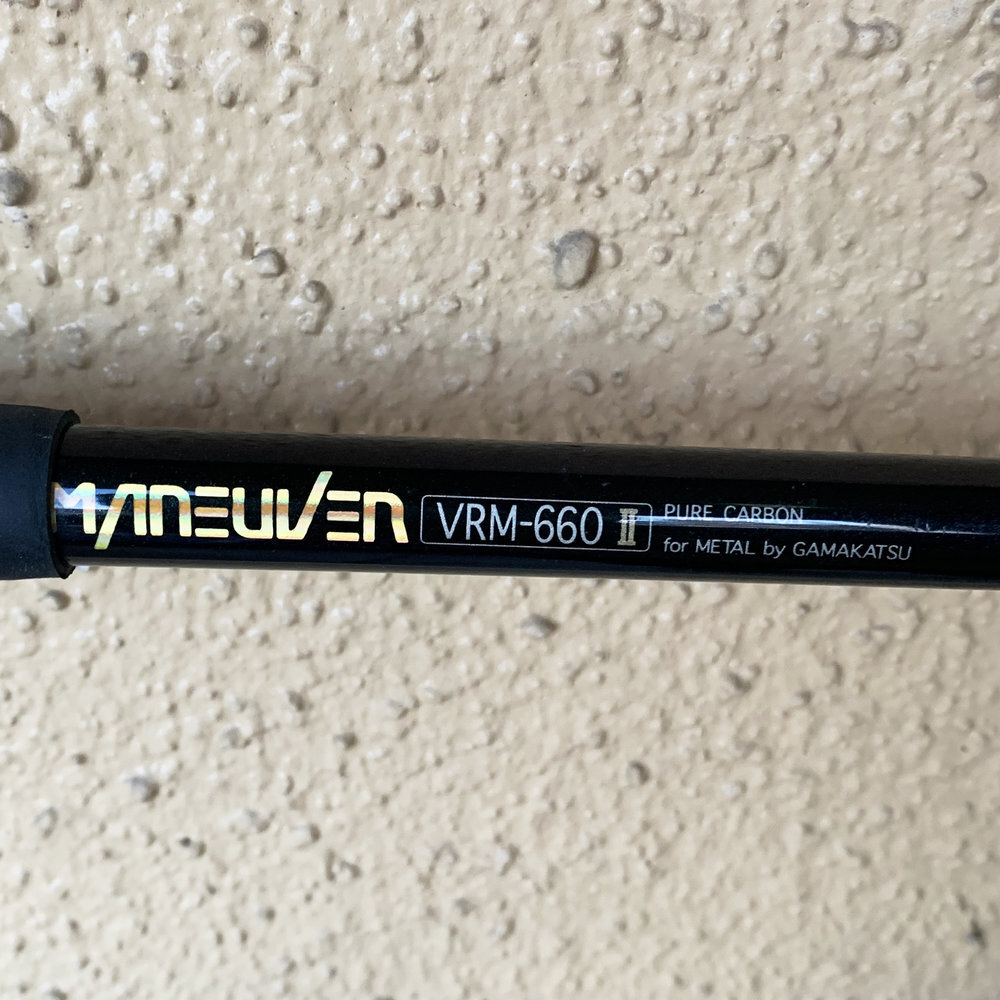 MANEUVER VRM-660 II
PURE CARBON
for METAL by GAMAKATSU